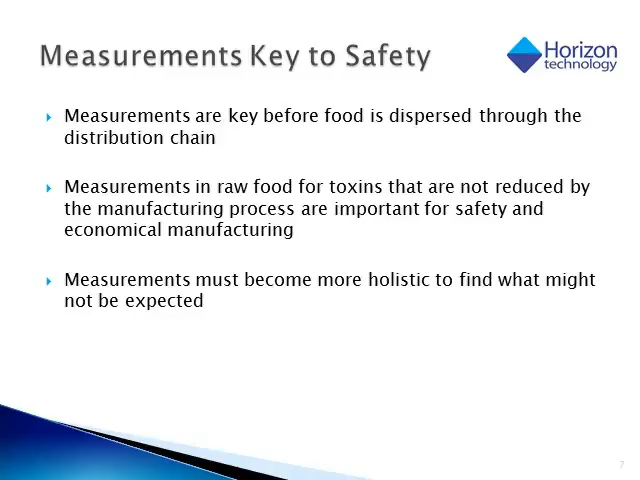 Measurements Key to Safety
Horizon
technology
Measurements are key before food is dispersed through the
distribution chain
Measurements in raw food for toxins that are not reduced by
the manufacturing process are important for safety and
economical manufacturing
Measurements must become more holistic to find what might
not be expected
7